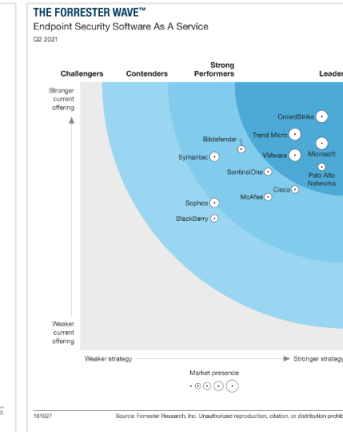 THE FORRESTER WAVE™
Endpoint Security Software As A Service
Q2 2021
Challengers Contenders Strong Performers Leade
Stronger current offering
CrowdStrike
Trend Micro
Bitdefender
Microsoft
Symantec
VMware
SentinelOne
Palo Alto Networks
Cisco
McAfee
Sophos
BlackBerry
Weaker current offering
Weaker strategy Stronger strategy
Market presence
161627 Source: Forrester Research, Inc. Unauthorized reproduction, citation, or distribution prohib